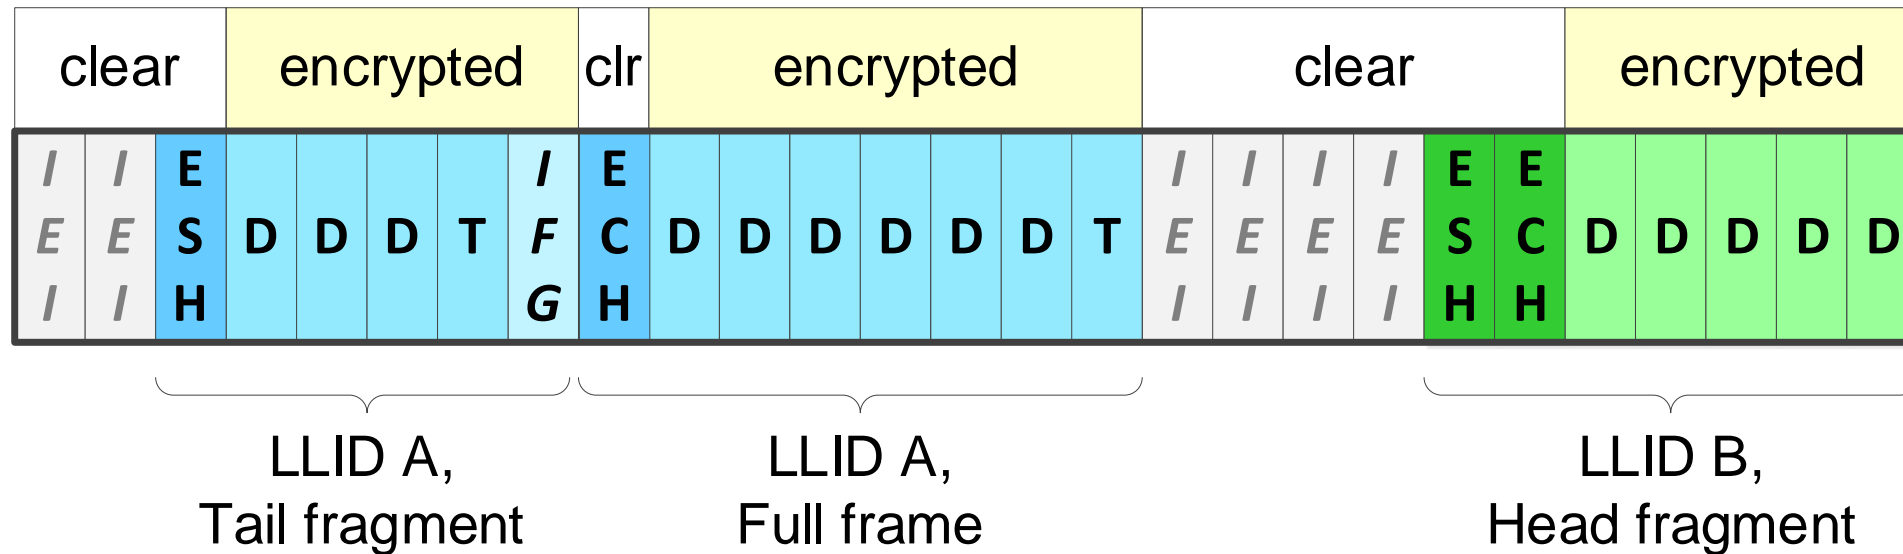 clear encrypted clr encrypted clear encrypted
I I E I E I I I I E E
E E S D D D T F C D D D D D D T E E E E S C D D D D D
I I H G H I I I I H H
LLID A, LLID A, LLID B,
Tail fragment Full frame Head fragment